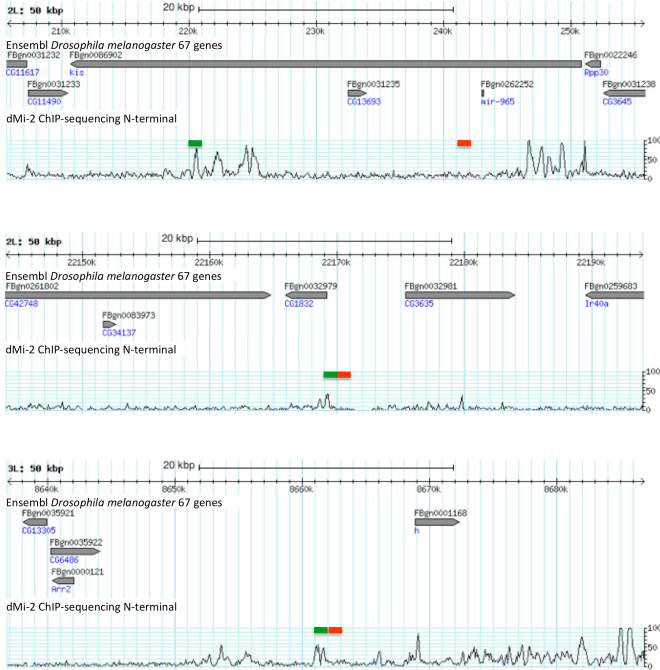 2L: 50 kbp
20 kbp
210k 220k 230k 240k 250k
Ensembl Drosophila melanogaster 67 genes
FBgn0031232 FBgn0086902 FBgn0022246
CG11617 kis Rpp30
FBgn0031233 FBgn0031235 FBgn0262252 FBgn0031238
CG11490 CG13693 mir-965 CG3645
dMi-2 ChIP-sequencing N-terminal
100
50
0
2L: 50 kbp
20 kbp
22150k 22160k 22170k 22180k 22190k
Ensembl Drosophila melanogaster 67 genes
FBgn0261802 FBgn0032979 FBgn0032981 FBgn0259683
CG42748 CG1832 CG3635 Ir40a
FBgn0083973
CG34137
dMi-2 ChIP-sequencing N-terminal
100
50
0
3L: 50 kbp
20 kbp
8640k 8650k 8660k 8670k 8680k
Ensembl Drosophila melanogaster 67 genes
FBgn0035921 FBgn0001168
CG13305 h
FBgn0035922
CG6486
FBgn0000121
Arr2
dMi-2 ChIP-sequencing N-terminal
100
50
0